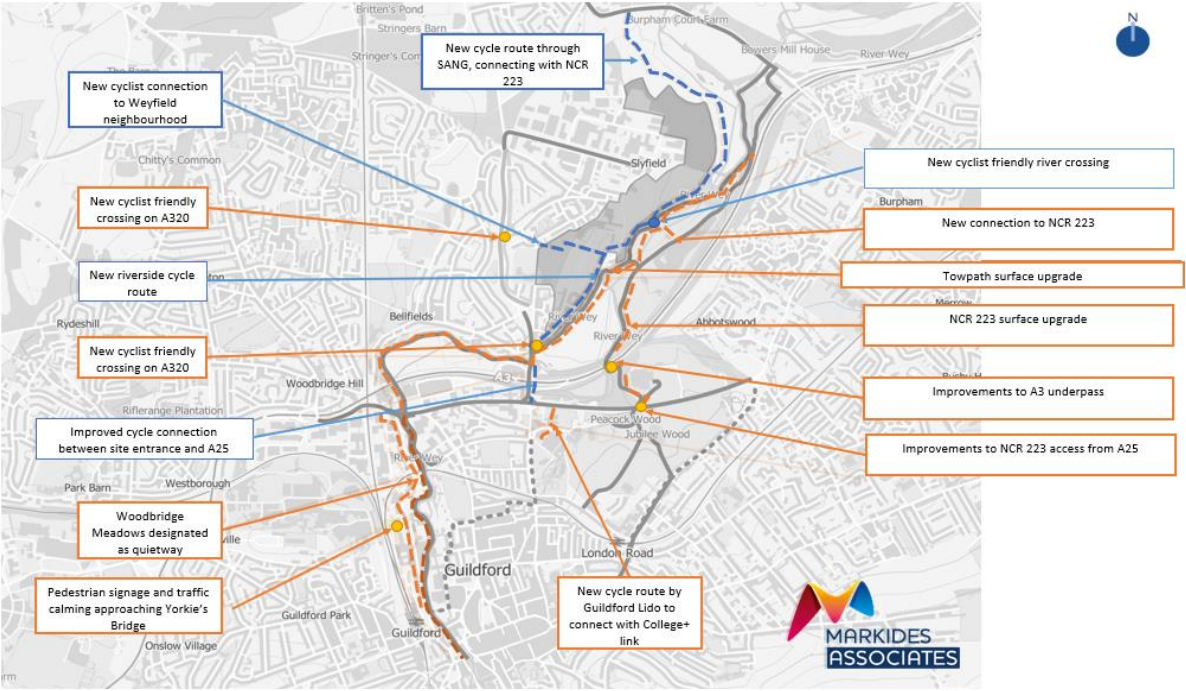 Britten's Pond
Stringers Barn
Stringer's Com
Burpham Court Farm
Bowers Mill House
River Wey
N
New cycle route through
SANG, connecting with NCR
223
New cyclist connection
to Weyfield
neighbourhood
Chitty's Common
Slyfield
New cyclist friendly river crossing
River Wey
Burpham
New cyclist friendly
crossing on A320
New connection to NCR 223
New riverside cycle
route
ton
Towpath surface upgrade
Merrow
Rydeshill
Bellfields
River Wey
River Wey
Abbotswood
NCR 223 surface upgrade
New cyclist friendly
crossing on A320
A3
Woodbridge Hill
Improvements to A3 underpass
Riflerange Plantation
Peacock Wood
Jubilee Wood
Improved cycle connection
between site entrance and A25
Improvements to NCR 223 access from A25
River Wey
Park Barn
Westborough
Woodbridge
Meadows designated
as quietway
ville
London Road
Guildford
Pedestrian signage and traffic
calming approaching Yorkie's
Bridge
New cycle route by
Guildford Lido to
connect with College+
link
Guildford Park
Guildford
Onslow Village
MARKIDES
ASSOCIATES